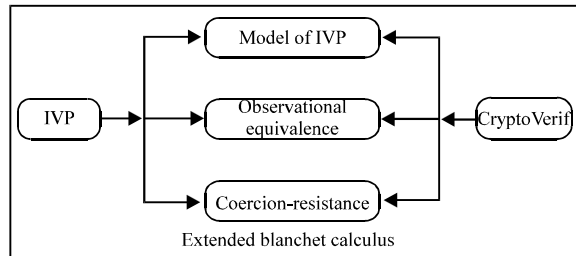 Model of IVP
IVP
Observational
equivalence
CryptoVerif
Coercion-resistance
Extended blanchet calculus